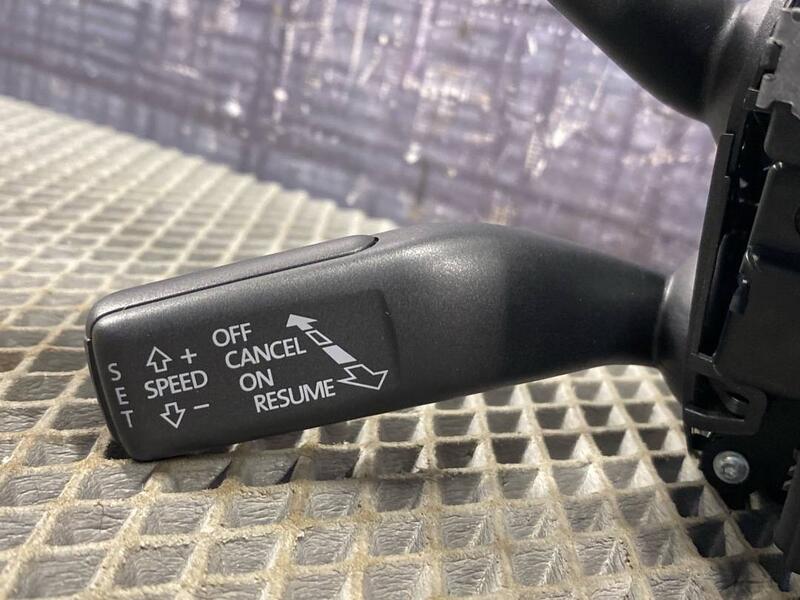 SET
+
SPEED
−
OFF
CANCEL
ON
RESUME